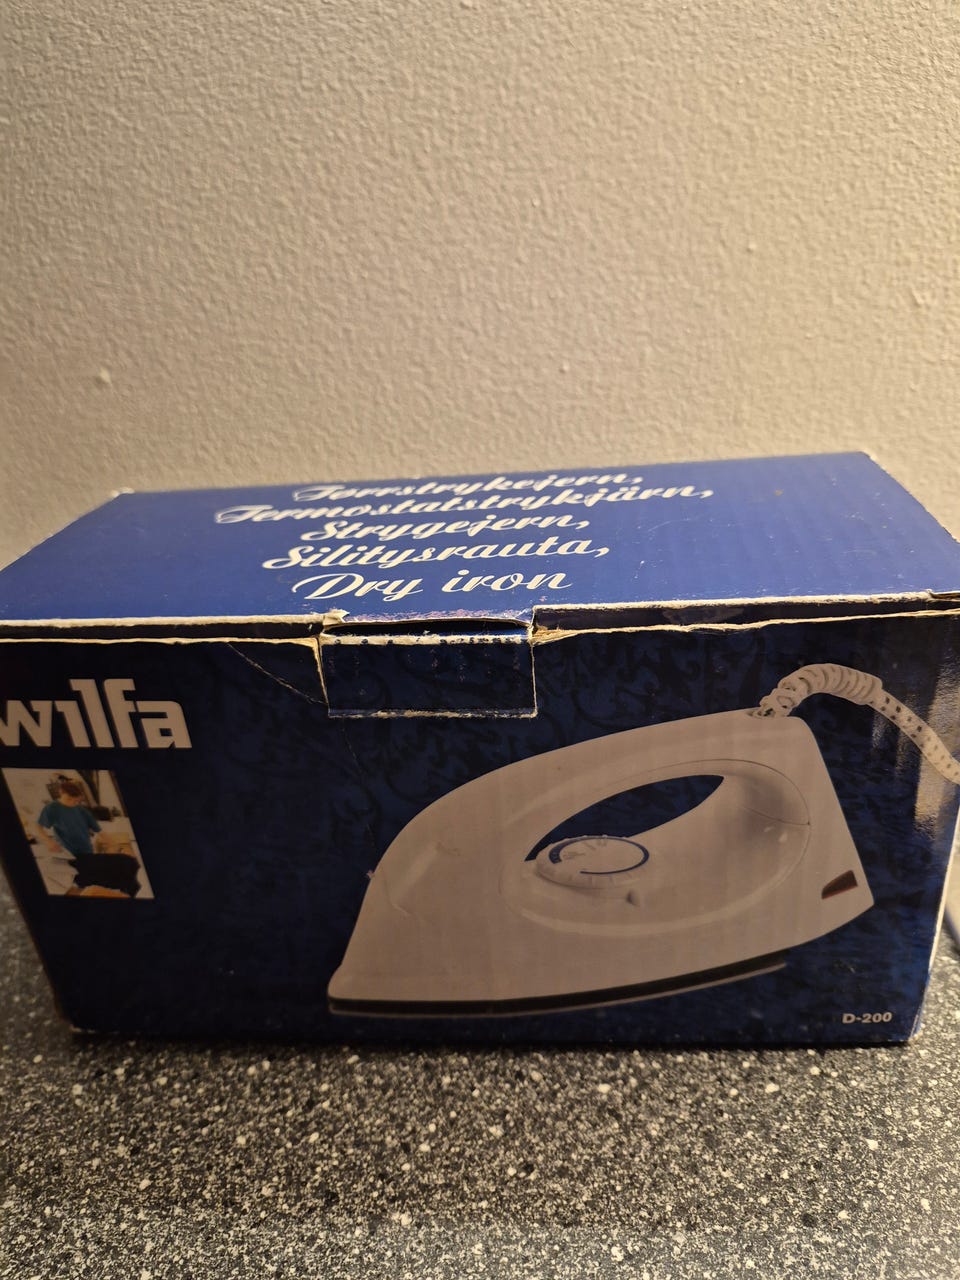 Tørrstrykejern,
Termostatstrykjärn,
Strygejern,
Silitysrauta,
Dry iron
wilfa
D-200